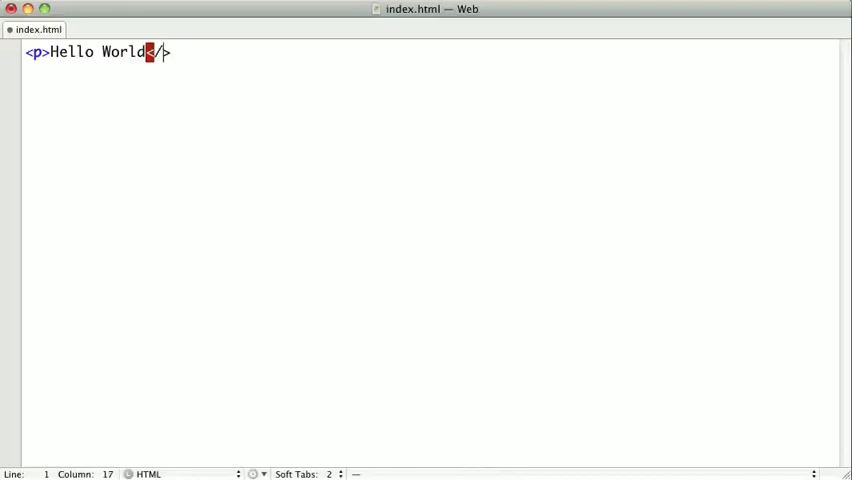 index.html — Web
index.html
<p>Hello World</>
Line: 1 Column: 17 L HTML Soft Tabs: 2 —